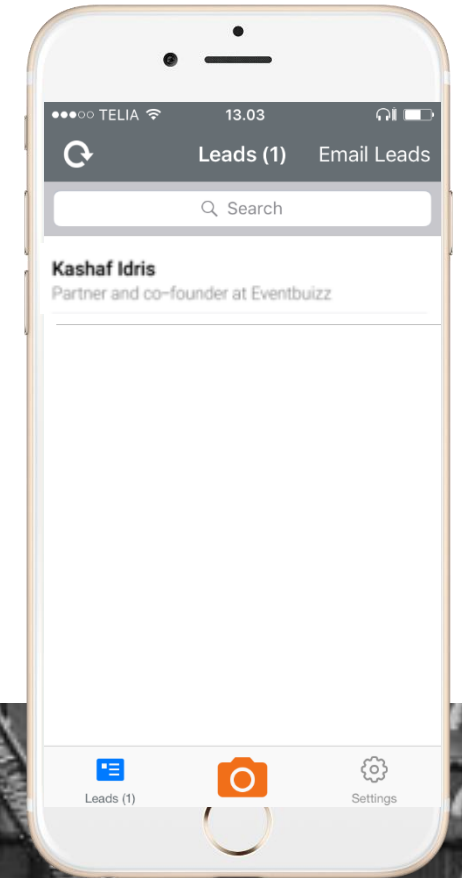 TELIA
13.03
Leads (1)
Email Leads
Search
Kashaf Idris
Partner and co-founder at Eventbuizz
Leads (1)
Settings